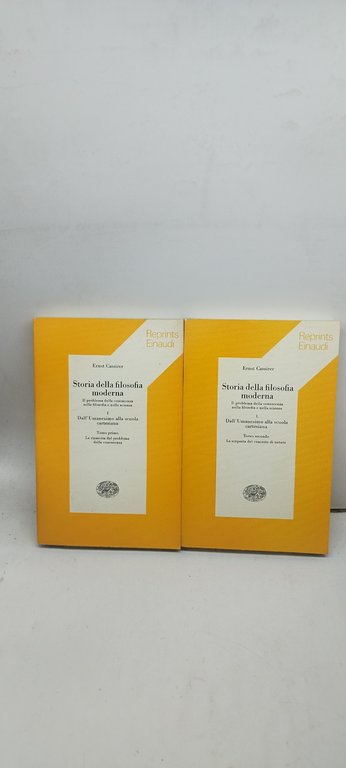 Reprints
Einaudi
Ernst Cassirer
Storia della filosofia
moderna
Il problema della conoscenza
nella filosofia e nella scienza
I
Dall'Umanesimo alla scuola
cartesiana
Tomo primo
La rinascita del problema
della conoscenza
Reprints
Einaudi
Ernst Cassirer
Storia della filosofia
moderna
Il problema della conoscenza
nella filosofia e nella scienza
I
Dall'Umanesimo alla scuola
cartesiana
Tomo secondo
La scoperta del concetto di natura